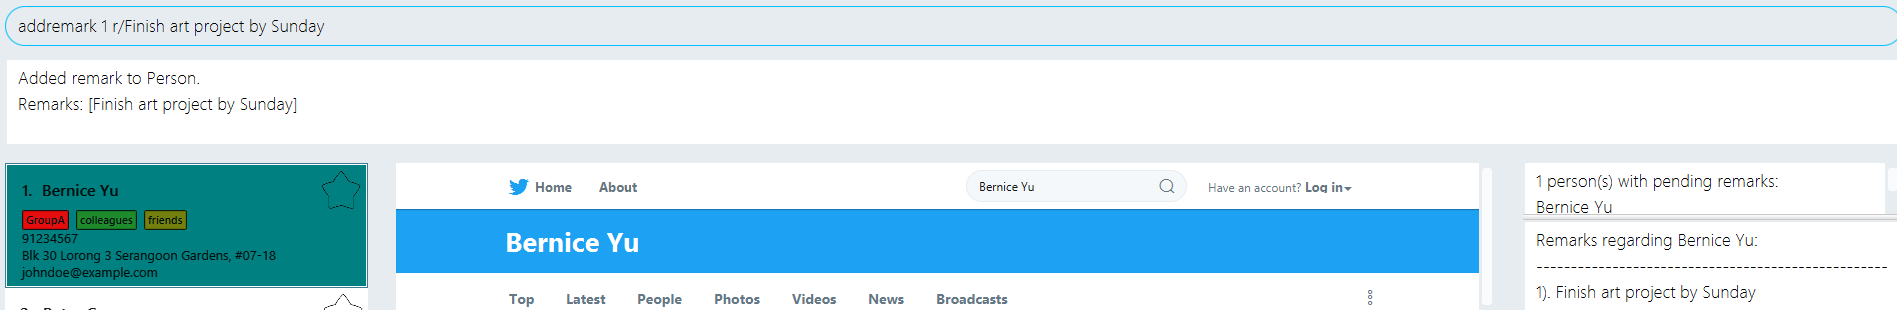 addremark 1 r/Finish art project by Sunday
Added remark to Person.
Remarks: [Finish art project by Sunday]
1. Bernice Yu
GroupA colleagues friends
91234567
Blk 30 Lorong 3 Serangoon Gardens, #07-18
johndoe@example.com
Home About Bernice Yu Have an account? Log in
Bernice Yu
Top Latest People Photos Videos News Broadcasts
1 person(s) with pending remarks:
Bernice Yu
Remarks regarding Bernice Yu:
--------------------------------------------------
1). Finish art project by Sunday